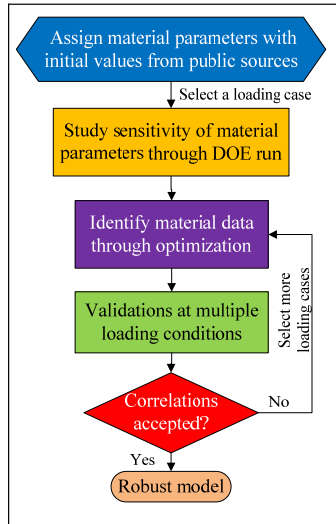 Assign material parameters with
initial values from public sources
Select a loading case
Study sensitivity of material
parameters through DOE run
Identify material data
through optimization
Validations at multiple
loading conditions
Select more
loading cases
Correlations
accepted?
No
Yes
Robust model